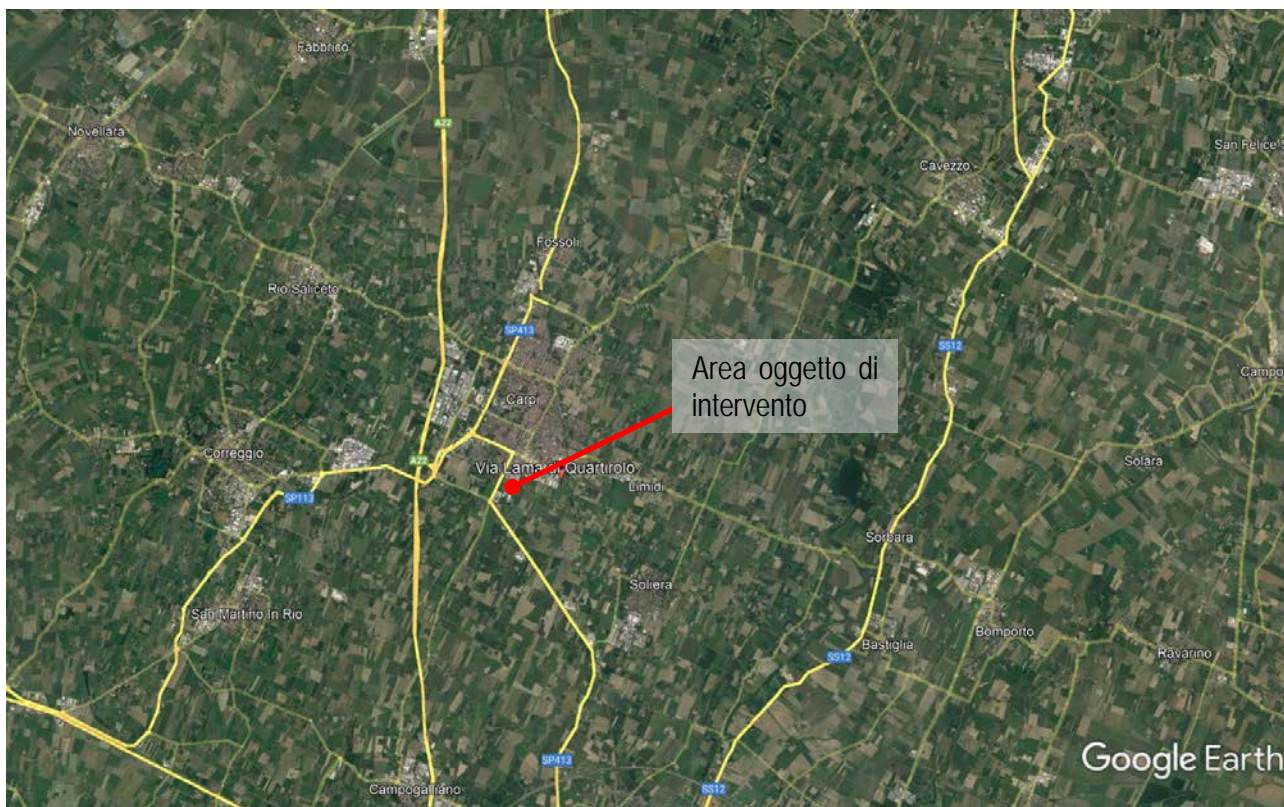 Fabbrico
A22
Novellara
San Felice S
Cavezzo
Fossoli
Rio Saliceto
SP413
SS12
Area oggetto di
intervento
Campo
Carpi
Correggio
A22
Via Lama di Quartirolo
Solara
Limidi
SP113
Sorbara
Soliera
San Martino In Rio
Bomporto
Bastiglia
Ravarino
SS12
SP413
Google Earth
Campogalliano
SS12